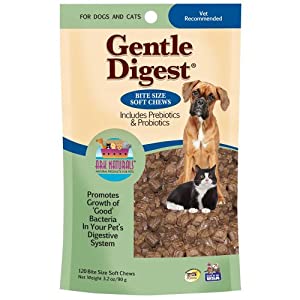 FOR DOGS AND CATS
Vet
Recommended
Gentle
Digest®
BITE SIZE
SOFT CHEWS
Includes Prebiotics
& Probiotics
ARK NATURALS
Promotes
Growth of
'Good'
Bacteria
In Your Pet's
Digestive
System
120 Bite Size Soft Chews
Net Weight 3.2 oz/90g